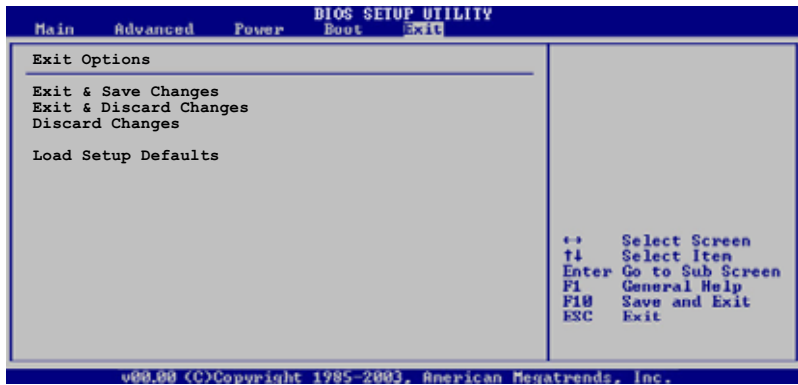 BIOS SETUP UTILITY
Main Advanced Power Boot Exit
Exit Options
Exit & Save Changes
Exit & Discard Changes
Discard Changes
Load Setup Defaults
↔ Select Screen
↑↓ Select Item
Enter Go to Sub Screen
F1 General Help
F10 Save and Exit
ESC Exit
v00.00 (C)Copyright 1985-2003, American Megatrends, Inc.